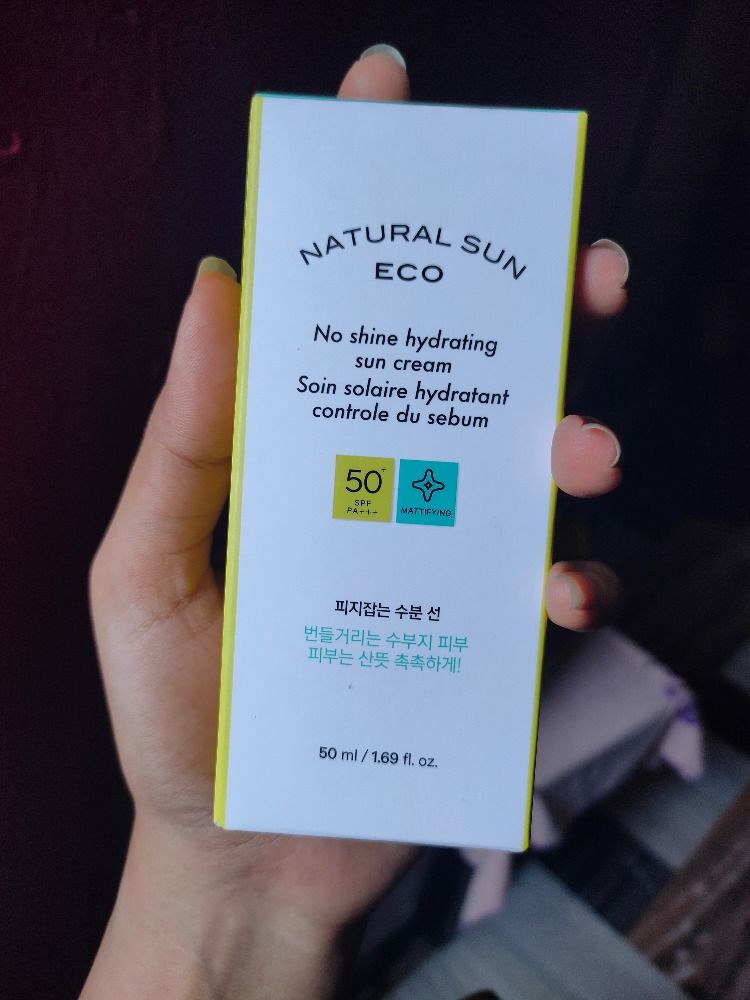 NATURAL SUN
ECO
No shine hydrating
sun cream
Soin solaire hydratant
controle du sebum
50+
SPF
PA+++
MATTIFYING
피지잡는 수분 선
번들거리는 수부지 피부
피부는 산뜻 촉촉하게!
50 ml / 1.69 fl. oz.